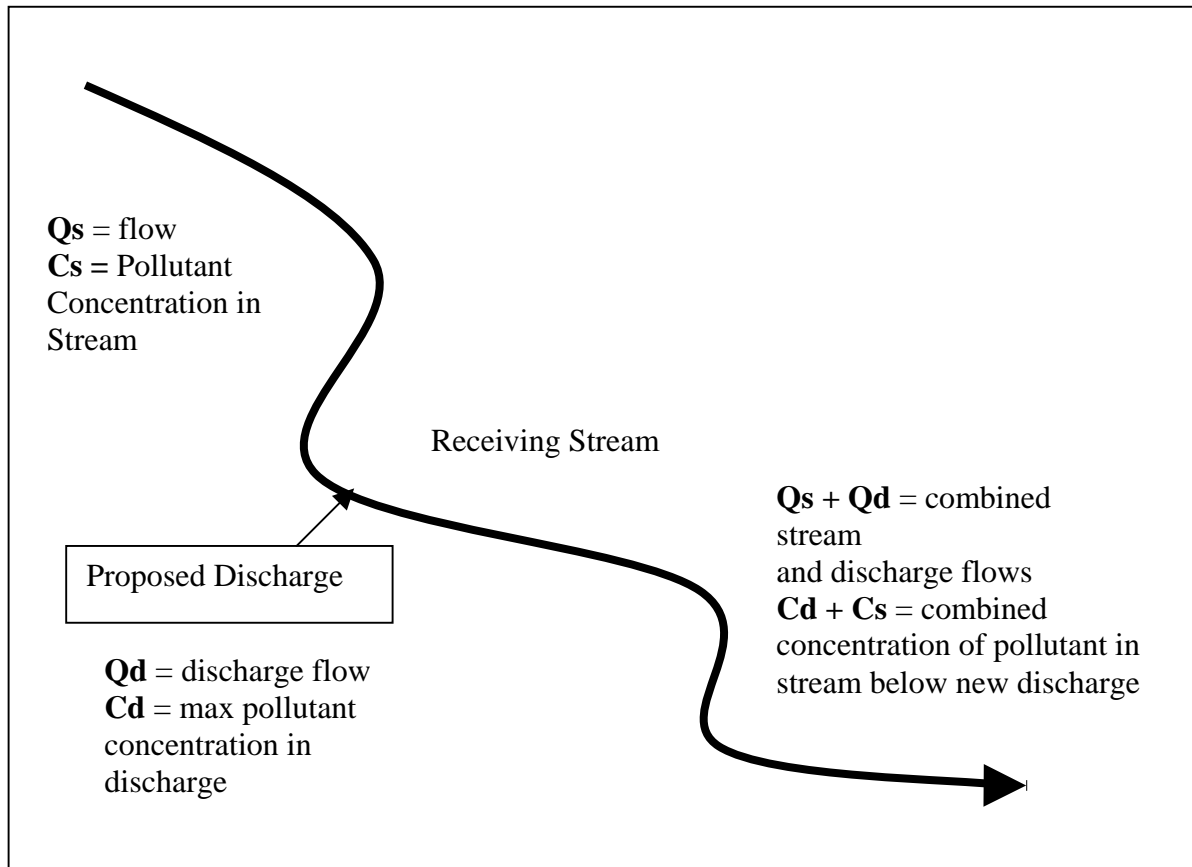 Qs = flow
Cs = Pollutant
Concentration in
Stream
Receiving Stream
Proposed Discharge
Qd = discharge flow
Cd = max pollutant
concentration in
discharge
Qs + Qd = combined
stream
and discharge flows
Cd + Cs = combined
concentration of pollutant in
stream below new discharge